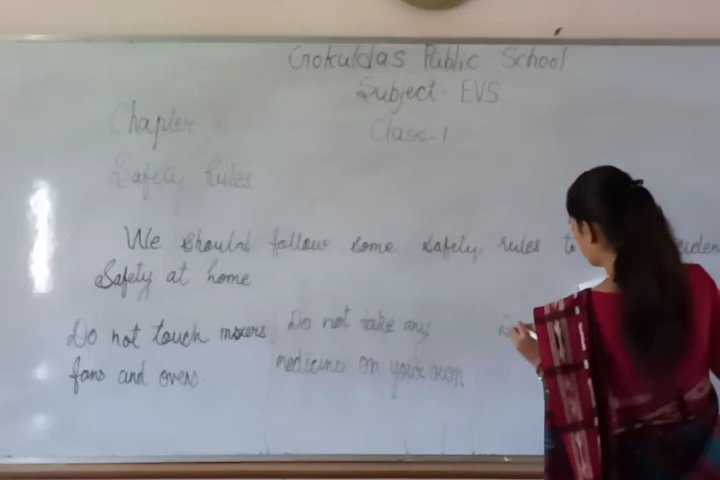 Gokuldas Public School
Subject- EVS
Chapter
Class-1
Safety Rules
We should follow some safety rules to
Safety at home
Do not touch mixers Do not take any
fans and ovens. medicine on your own